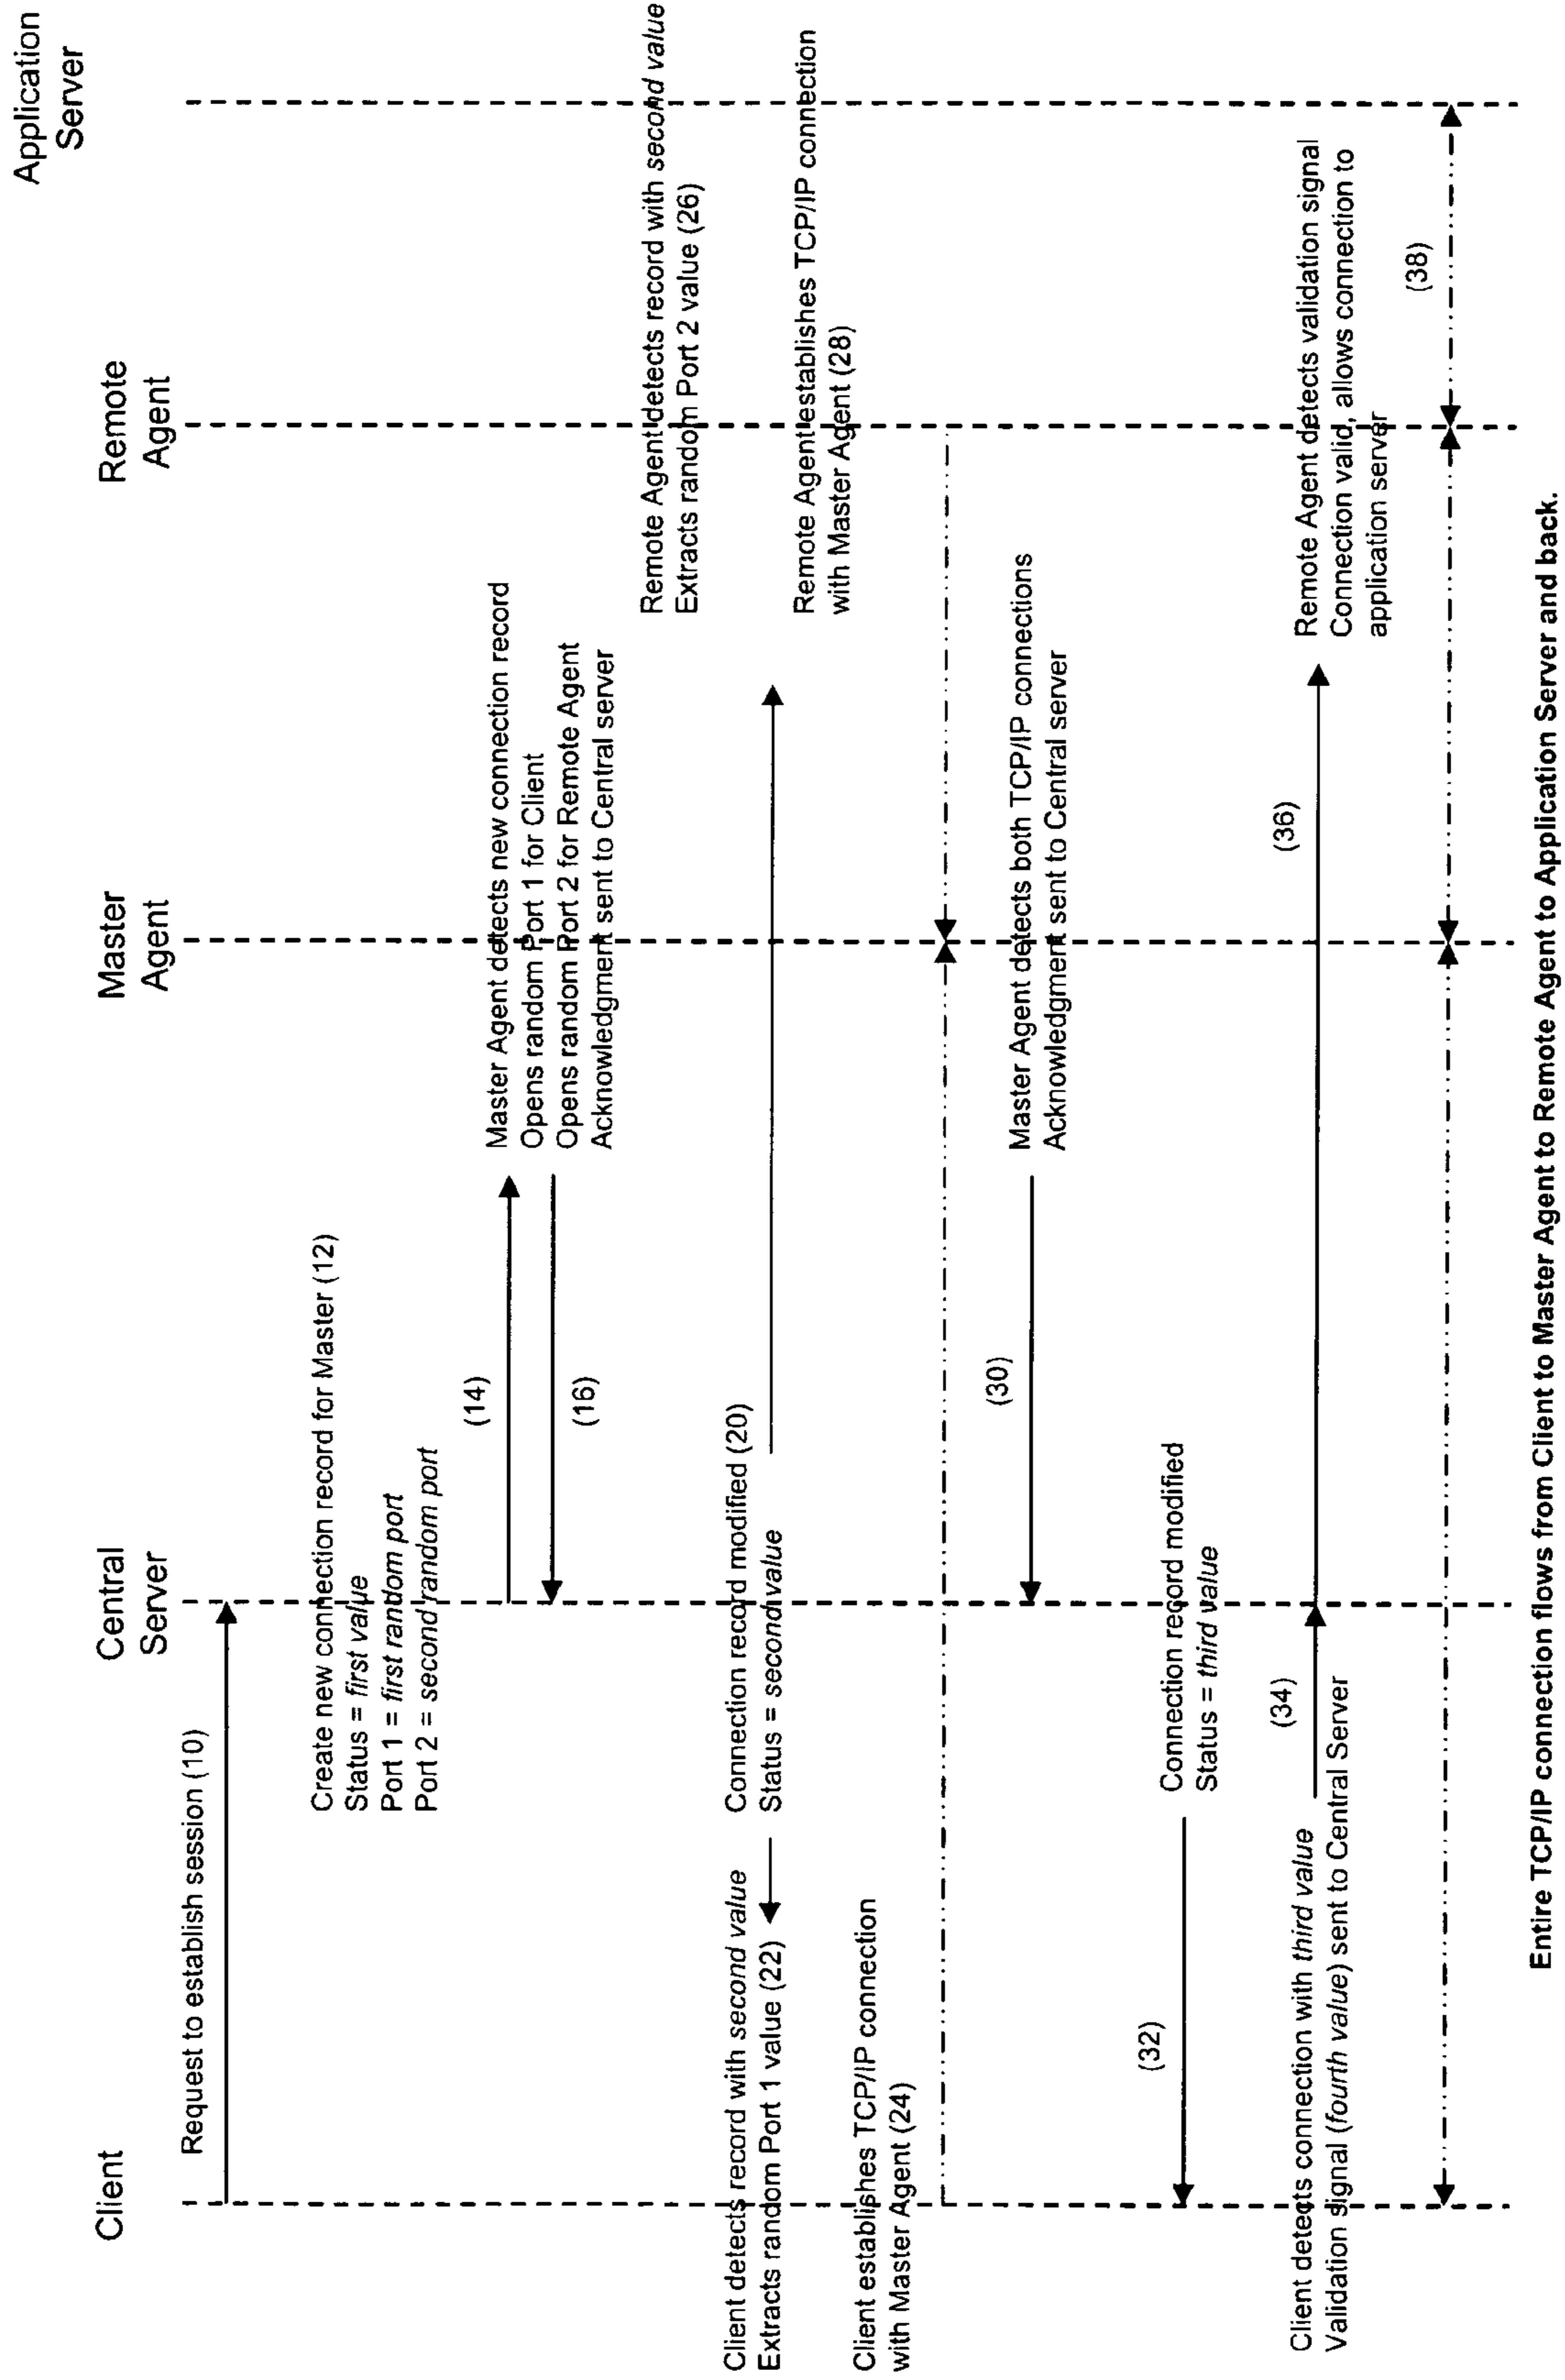 Client
Central
Server
Master
Agent
Remote
Agent
Application
Server
Request to establish session (10)
Create new connection record for Master (12)
Status = first value
Port 1 = first random port
Port 2 = second random port
(14)
(16)
Master Agent detects new connection record
Opens random Port 1 for Client
Opens random Port 2 for Remote Agent
Acknowledgment sent to Central server
Client detects record with second value
Extracts random Port 1 value (22)
Connection record modified (20)
Status = second value
Remote Agent detects record with second value
Extracts random Port 2 value (26)
Client establishes TCP/IP connection
with Master Agent (24)
Remote Agent establishes TCP/IP connection
with Master Agent (28)
(30)
Master Agent detects both TCP/IP connections
Acknowledgment sent to Central server
(32)
Connection record modified
Status = third value
Client detects connection with third value
Validation signal (fourth value) sent to Central Server
(34)
(36)
Remote Agent detects validation signal
Connection valid, allows connection to
application server
(38)
Entire TCP/IP connection flows from Client to Master Agent to Remote Agent to Application Server and back.